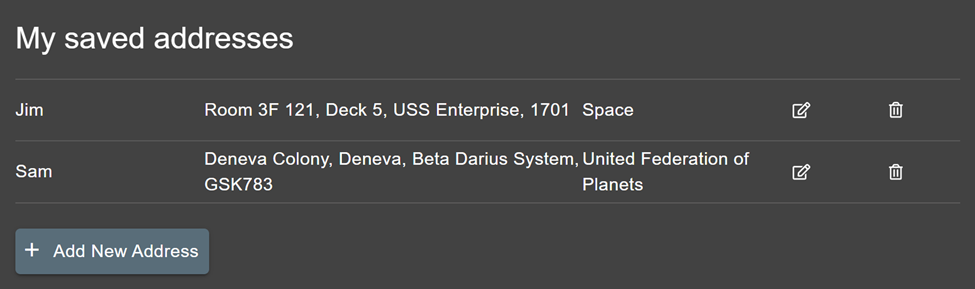 My saved addresses
Jim Room 3F 121, Deck 5, USS Enterprise, 1701 Space
Sam Deneva Colony, Deneva, Beta Darius System, GSK783 United Federation of Planets
+ Add New Address